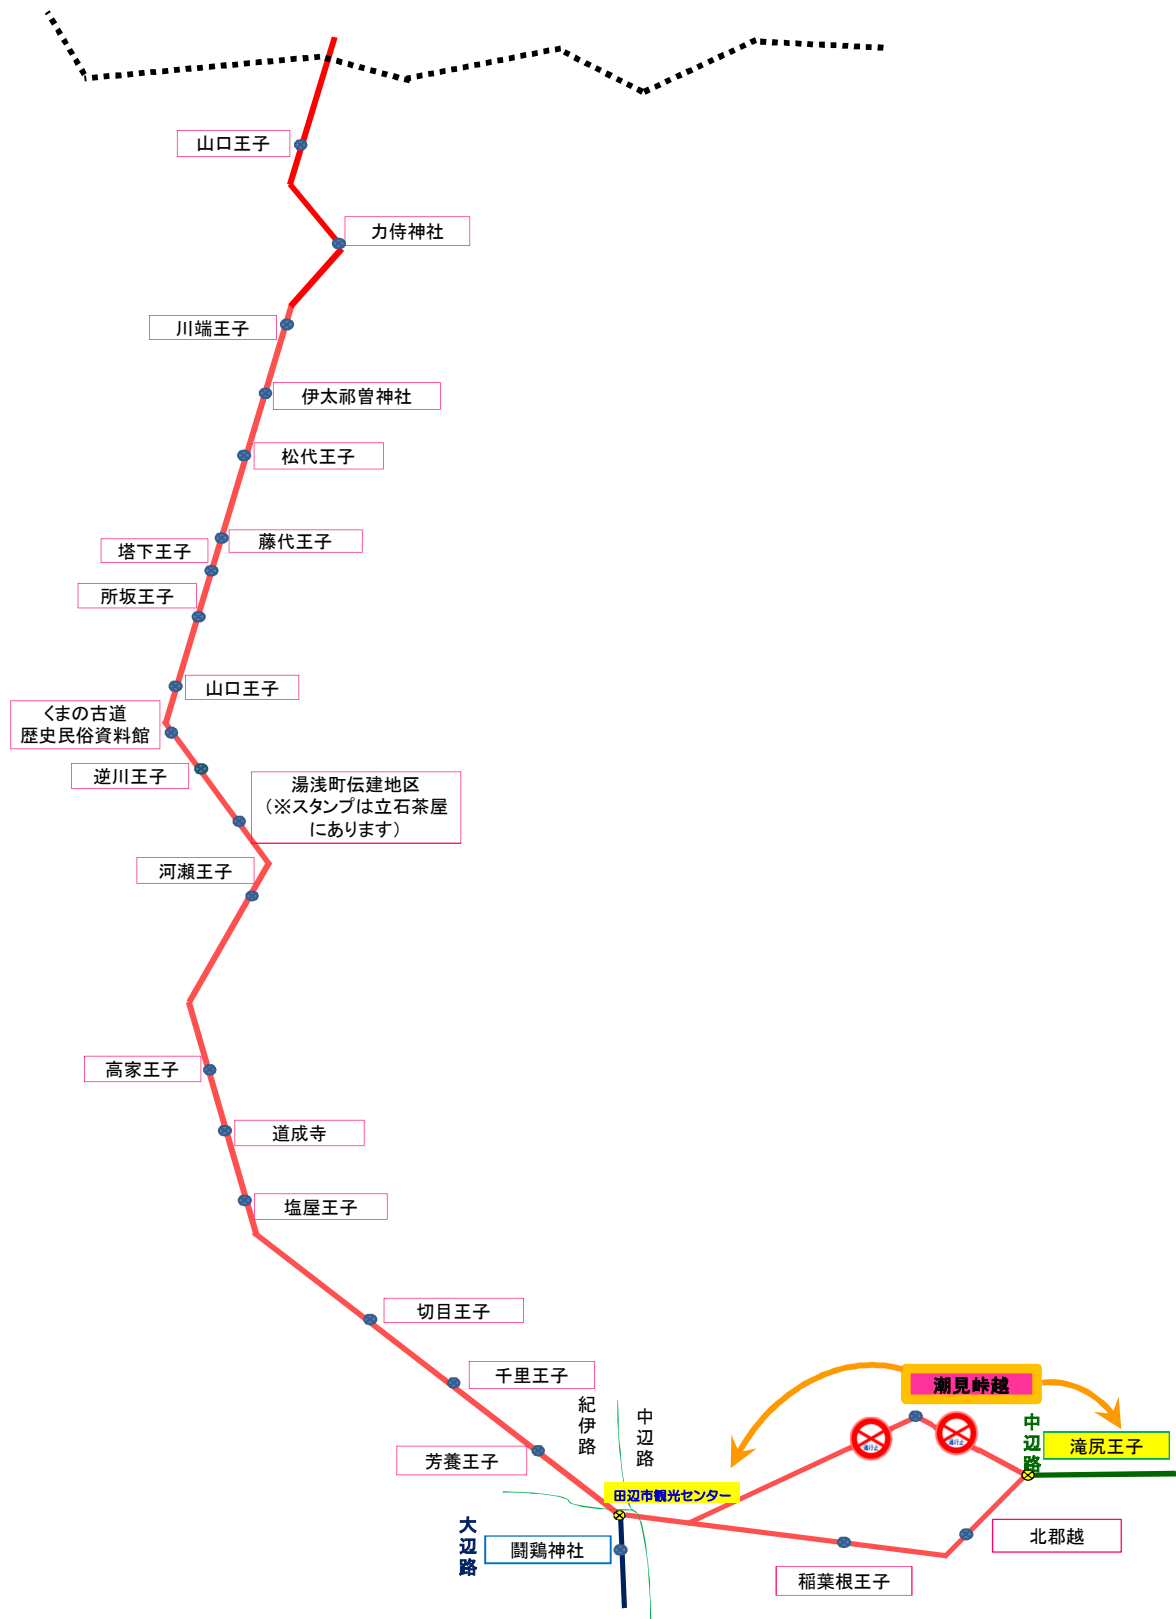 山口王子
力侍神社
川端王子
伊太祁曽神社
松代王子
藤代王子
塔下王子
所坂王子
山口王子
くまの古道
歴史民俗資料館
逆川王子
湯浅町伝建地区
（※スタンプは立石茶屋
にあります）
河瀬王子
高家王子
道成寺
塩屋王子
切目王子
千里王子
紀伊路
中辺路
芳養王子
田辺市観光センター
大辺路
闘鶏神社
潮見峠越
通行止
通行止
中辺路
滝尻王子
北郡越
稲葉根王子